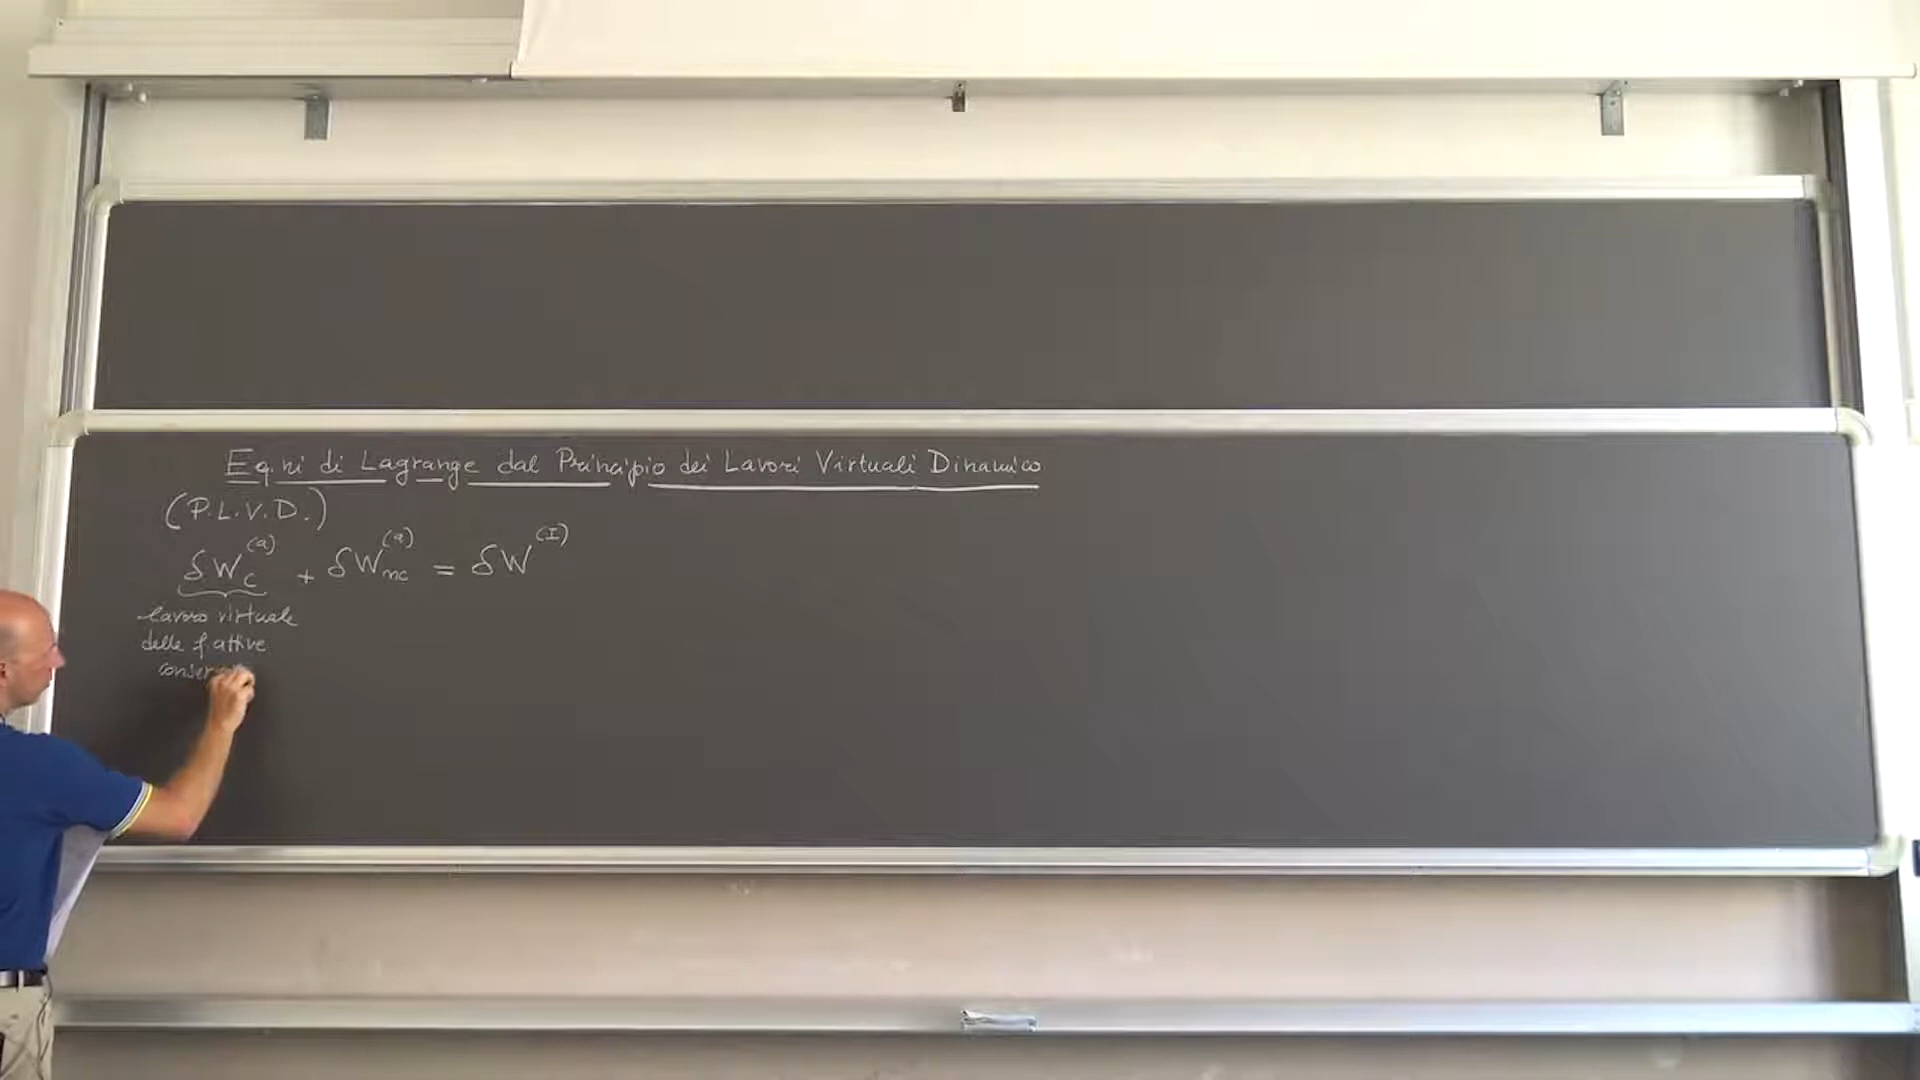 Eq.ni di Lagrange dal Principio dei Lavori Virtuali Dinamico
(P.L.V.D.)
δW_c^(a) + δW_nc^(a) = δW^(I)
lavoro virtuale
delle f. attive